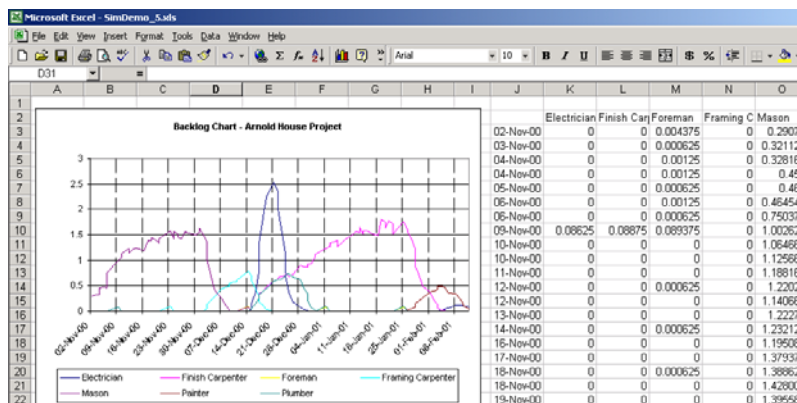 Microsoft Excel - SimDemo_5.xls
File Edit View Insert Format Tools Data Window Help
Arial 10 B I U $ %
D31 =
A B C D E F G H I J K L M N O
1
2 Electrician Finish Carp Foreman Framing C Mason
3 02-Nov-00 0 0 0.004375 0 0.2907
4 03-Nov-00 0 0 0.000625 0 0.32112
5 04-Nov-00 0 0 0.00125 0 0.32818
6 04-Nov-00 0 0 0.00125 0 0.45
7 05-Nov-00 0 0 0.000625 0 0.48
8 06-Nov-00 0 0 0.00125 0 0.46454
9 06-Nov-00 0 0 0.000625 0 0.75037
10 09-Nov-00 0.08625 0.08875 0.089375 0 1.00262
11 10-Nov-00 0 0 0 0 1.06468
12 10-Nov-00 0 0 0 0 1.12568
13 11-Nov-00 0 0 0 0 1.18818
14 12-Nov-00 0 0 0.000625 0 1.2202
15 12-Nov-00 0 0 0 0 1.14068
16 13-Nov-00 0 0 0 0 1.2227
17 14-Nov-00 0 0 0.000625 0 1.23212
18 16-Nov-00 0 0 0 0 1.19508
19 17-Nov-00 0 0 0 0 1.37937
20 18-Nov-00 0 0 0.000625 0 1.38862
21 18-Nov-00 0 0 0 0 1.42800
22 19-Nov-00 0 0 0 0 1.39558
Backlog Chart - Arnold House Project
3
2.5
2
1.5
1
0.5
0
02-Nov-00 09-Nov-00 16-Nov-00 23-Nov-00 30-Nov-00 07-Dec-00 14-Dec-00 21-Dec-00 28-Dec-00 04-Jan-01 11-Jan-01 18-Jan-01 25-Jan-01 01-Feb-01 08-Feb-01
Electrician Finish Carpenter Foreman Framing Carpenter
Mason Painter Plumber